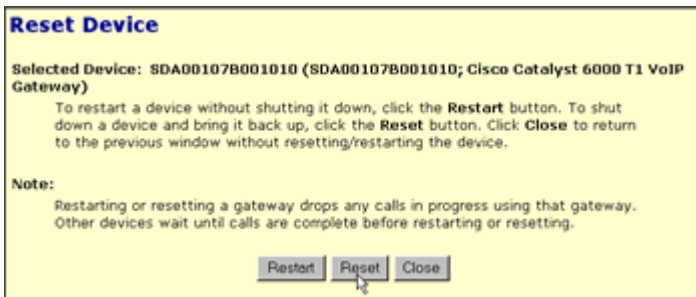 Reset Device
Selected Device: SDA00107B001010 (SDA00107B001010; Cisco Catalyst 6000 T1 VoIP
Gateway)
To restart a device without shutting it down, click the Restart button. To shut
down a device and bring it back up, click the Reset button. Click Close to return
to the previous window without resetting/restarting the device.
Note:
Restarting or resetting a gateway drops any calls in progress using that gateway.
Other devices wait until calls are complete before restarting or resetting.
Restart Reset Close